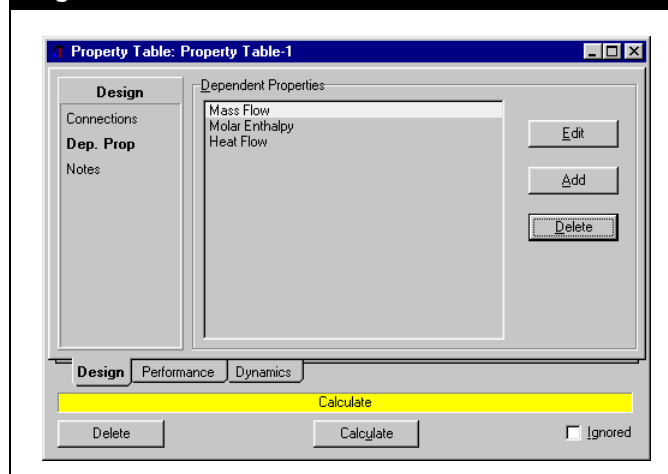 Property Table: Property Table-1
Design
Connections
Dep. Prop
Notes
Dependent Properties
Mass Flow
Molar Enthalpy
Heat Flow
Edit
Add
Delete
Design Performance Dynamics
Calculate
Delete Calculate Ignored